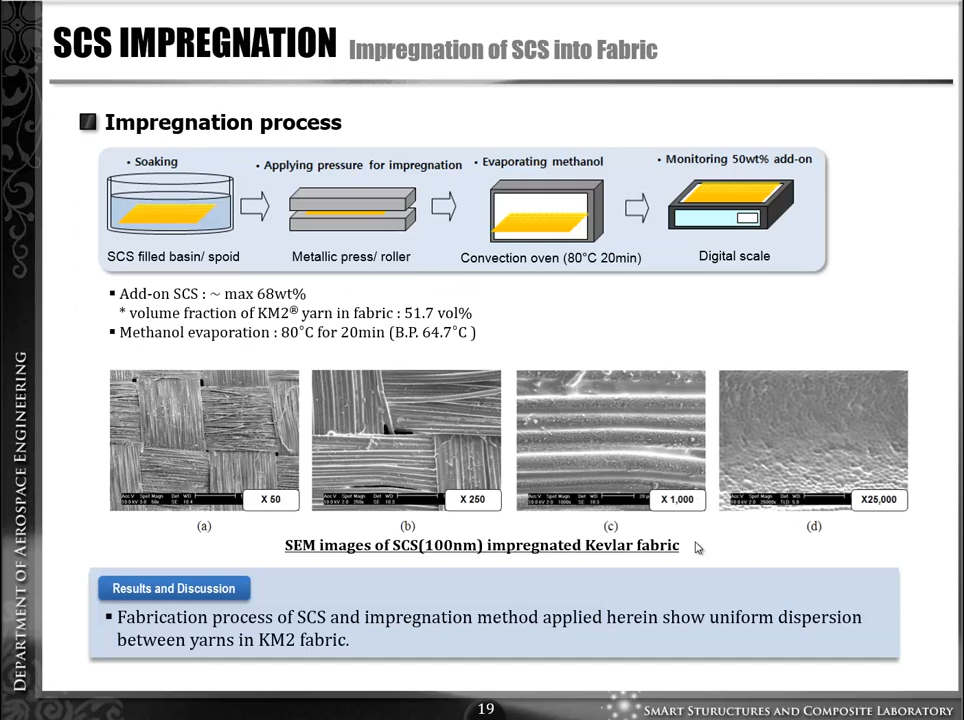 SCS IMPREGNATION Impregnation of SCS into Fabric
Impregnation process
• Soaking
• Applying pressure for impregnation
• Evaporating methanol
• Monitoring 50wt% add-on
SCS filled basin/ spoid
Metallic press/ roller
Convection oven (80°C 20min)
Digital scale
▪ Add-on SCS : ~ max 68wt%
* volume fraction of KM2® yarn in fabric : 51.7 vol%
▪ Methanol evaporation : 80°C for 20min (B.P. 64.7°C )
X 50
X 250
X 1,000
X25,000
(a)
(b)
(c)
(d)
SEM images of SCS(100nm) impregnated Kevlar fabric
Results and Discussion
▪ Fabrication process of SCS and impregnation method applied herein show uniform dispersion
between yarns in KM2 fabric.
DEPARTMENT OF AEROSPACE ENGINEERING
19
SMART STURUCTURES AND COMPOSITE LABORATORY